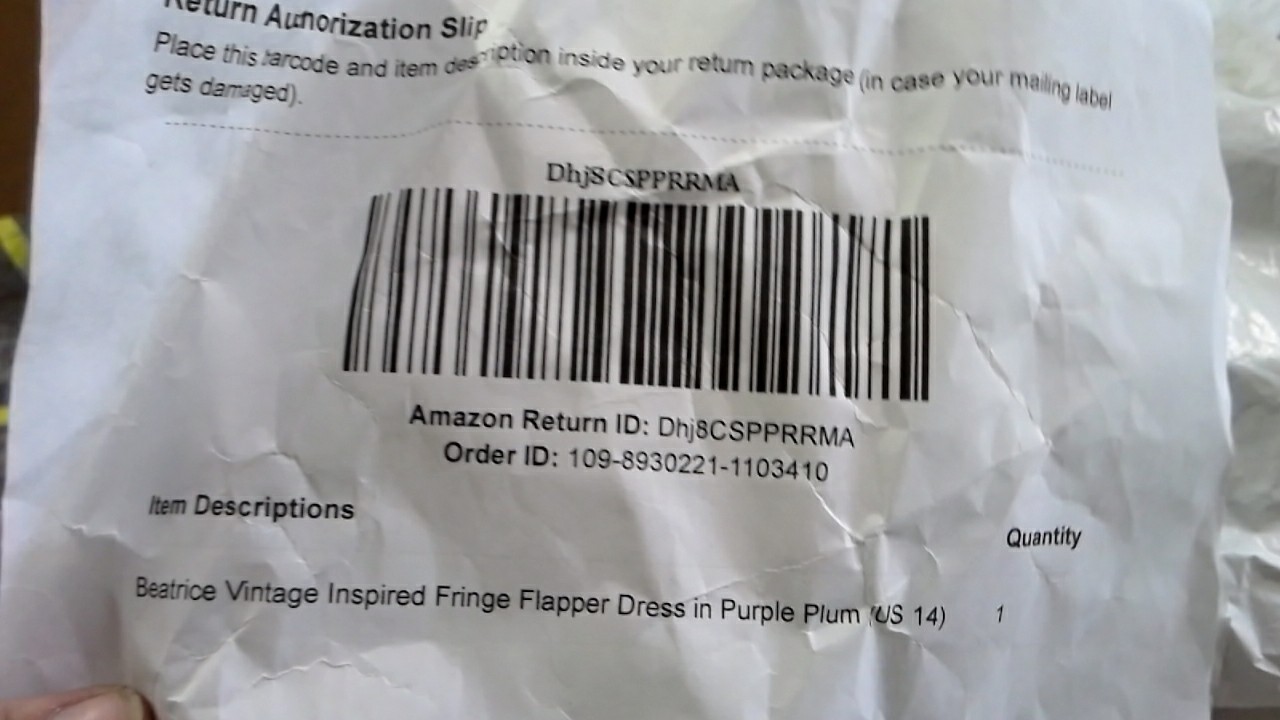 Return Authorization Slip
Place this barcode and item description inside your return package (in case your mailing label
gets damaged).
Dhj8CSPPRRMA
Amazon Return ID: Dhj8CSPPRRMA
Order ID: 109-8930221-1103410
Item Descriptions
Quantity
Beatrice Vintage Inspired Fringe Flapper Dress in Purple Plum (US 14) 1